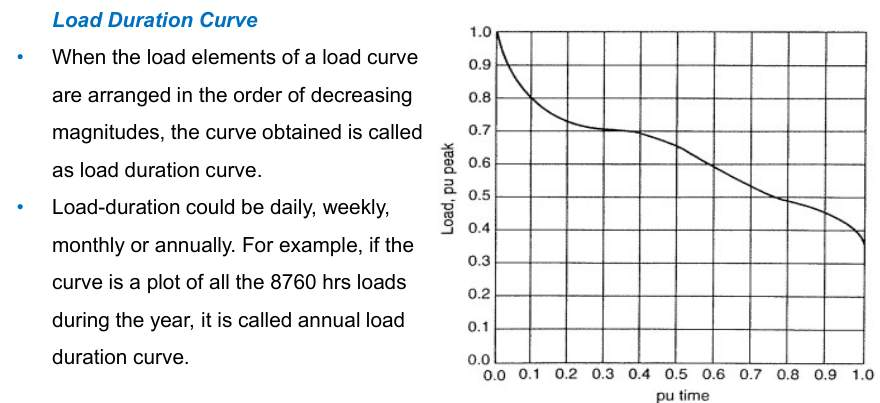 Load Duration Curve
• When the load elements of a load curve
are arranged in the order of decreasing
magnitudes, the curve obtained is called
as load duration curve.
• Load-duration could be daily, weekly,
monthly or annually. For example, if the
curve is a plot of all the 8760 hrs loads
during the year, it is called annual load
duration curve.
Load, pu peak
1.0
0.9
0.8
0.7
0.6
0.5
0.4
0.3
0.2
0.1
0.0
0.0 0.1 0.2 0.3 0.4 0.5 0.6 0.7 0.8 0.9 1.0
pu time